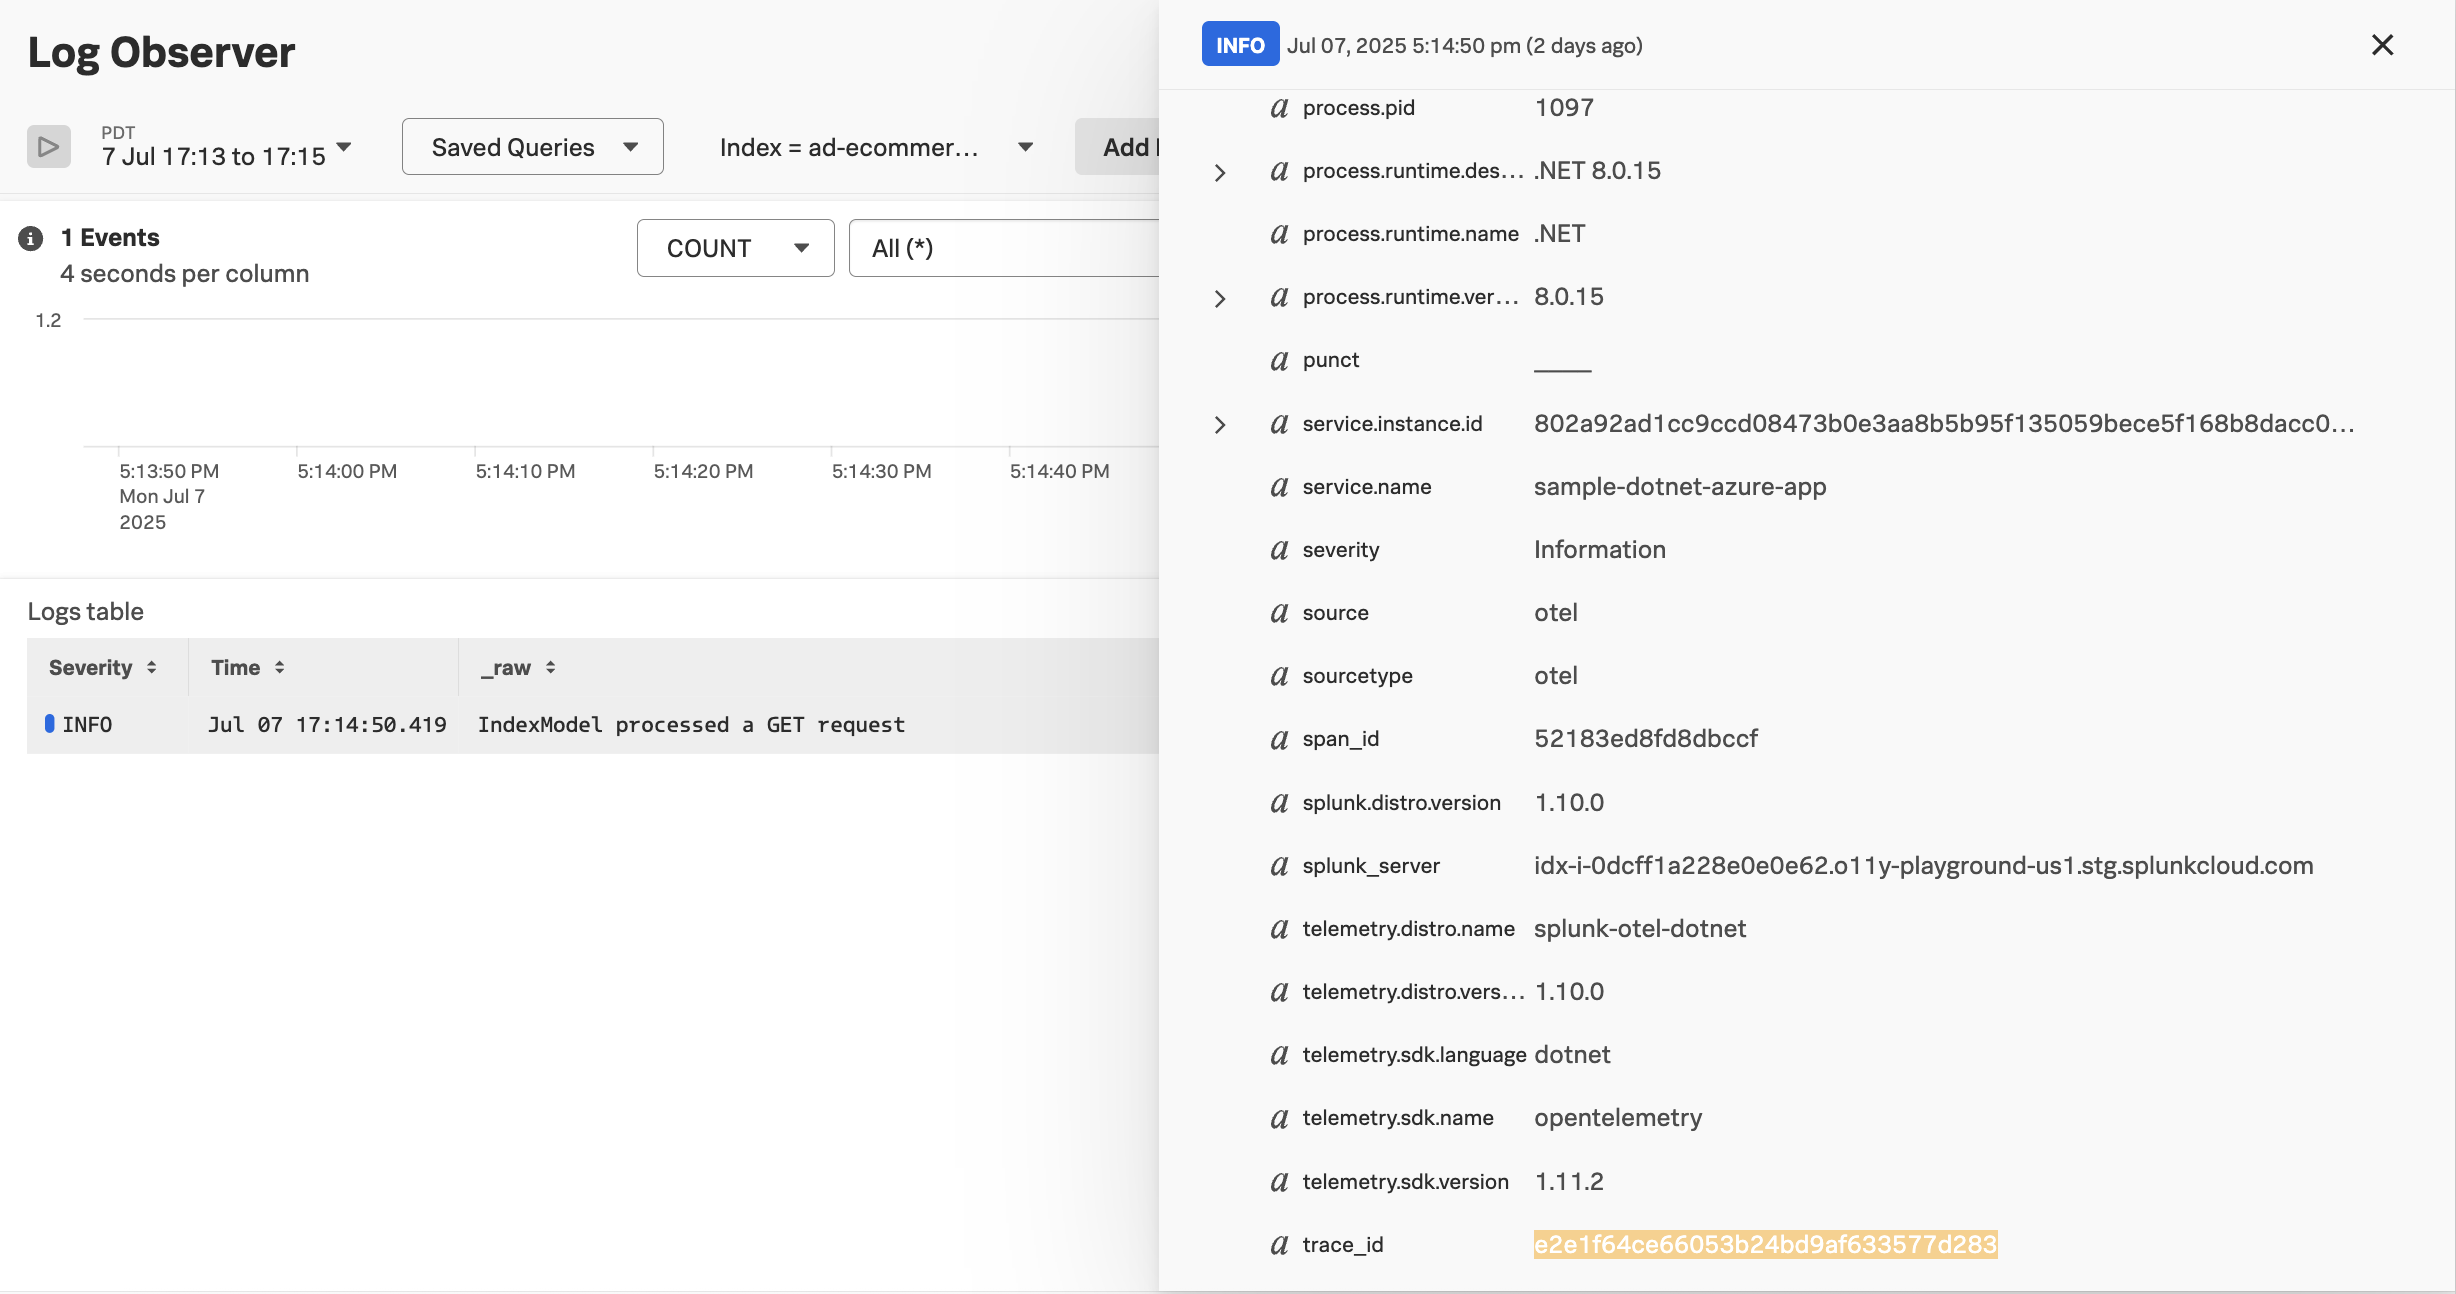 Log Observer
PDT
7 Jul 17:13 to 17:15
Saved Queries
Index = ad-ecommer...
Add
1 Events
4 seconds per column
COUNT
All (*)
1.2
5:13:50 PM
Mon Jul 7
2025
5:14:00 PM
5:14:10 PM
5:14:20 PM
5:14:30 PM
5:14:40 PM
Logs table
Severity
Time
_raw
INFO
Jul 07 17:14:50.419
IndexModel processed a GET request
INFO Jul 07, 2025 5:14:50 pm (2 days ago)
a process.pid 1097
a process.runtime.des... .NET 8.0.15
a process.runtime.name .NET
a process.runtime.ver... 8.0.15
a punct ____
a service.instance.id 802a92ad1cc9ccd08473b0e3aa8b5b95f135059bece5f168b8dacc0...
a service.name sample-dotnet-azure-app
a severity Information
a source otel
a sourcetype otel
a span_id 52183ed8fd8dbccf
a splunk.distro.version 1.10.0
a splunk_server idx-i-0dcff1a228e0e0e62.o11y-playground-us1.stg.splunkcloud.com
a telemetry.distro.name splunk-otel-dotnet
a telemetry.distro.vers... 1.10.0
a telemetry.sdk.language dotnet
a telemetry.sdk.name opentelemetry
a telemetry.sdk.version 1.11.2
a trace_id e2e1f64ce66053b24bd9af633577d283